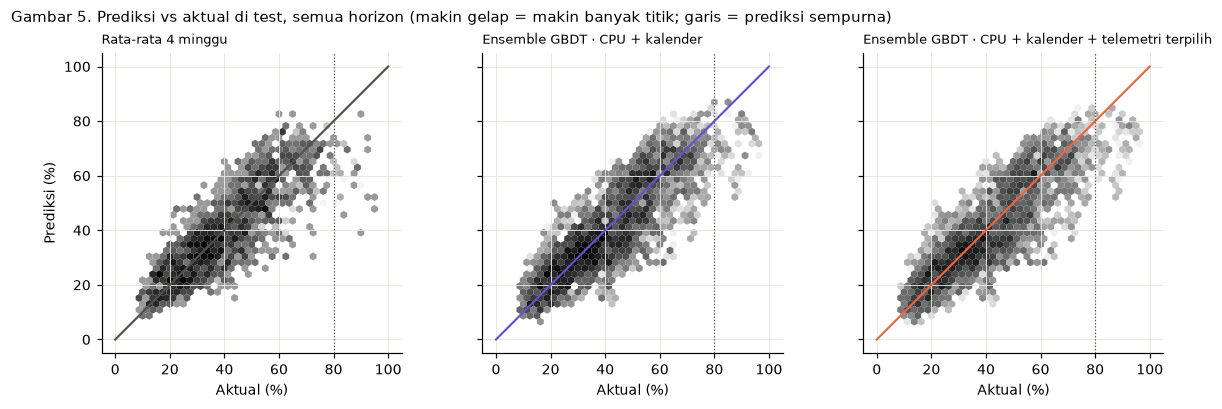 Gambar 5. Prediksi vs aktual di test, semua horizon (makin gelap = makin banyak titik; garis = prediksi sempurna)
Rata-rata 4 minggu
Ensemble GBDT · CPU + kalender
Ensemble GBDT · CPU + kalender + telemetri terpilih
Prediksi (%)
100
80
60
40
20
0
0 20 40 60 80 100
0 20 40 60 80 100
0 20 40 60 80 100
Aktual (%)
Aktual (%)
Aktual (%)